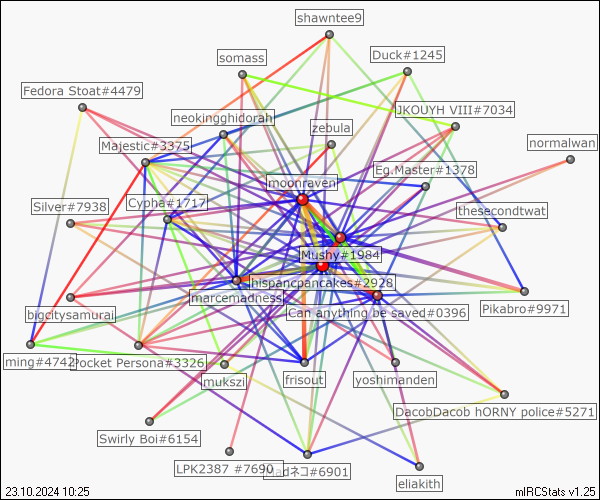 shawntee9
somass
Duck#1245
Fedora Stoat#4479
JKOUYH VIII#7034
neokingghidorah
zebula
Majestic#3375
normalwan
Eg.Master#1378
moonraven
Silver#7938
Cypha#1717
thesecondtwat
Mushy#1984
hispancpancakes#2928
marcemadness
bigcitysamurai
Can anything be saved#0396
Pikabro#9971
ming#4742
Pocket Persona#3326
mukszi
frisout
yoshimanden
DacobDacob hORNY police#5271
Swirly Boi#6154
LPK2387 #7690
Madネコ#6901
eliakith
23.10.2024 10:25
mIRCStats v1.25